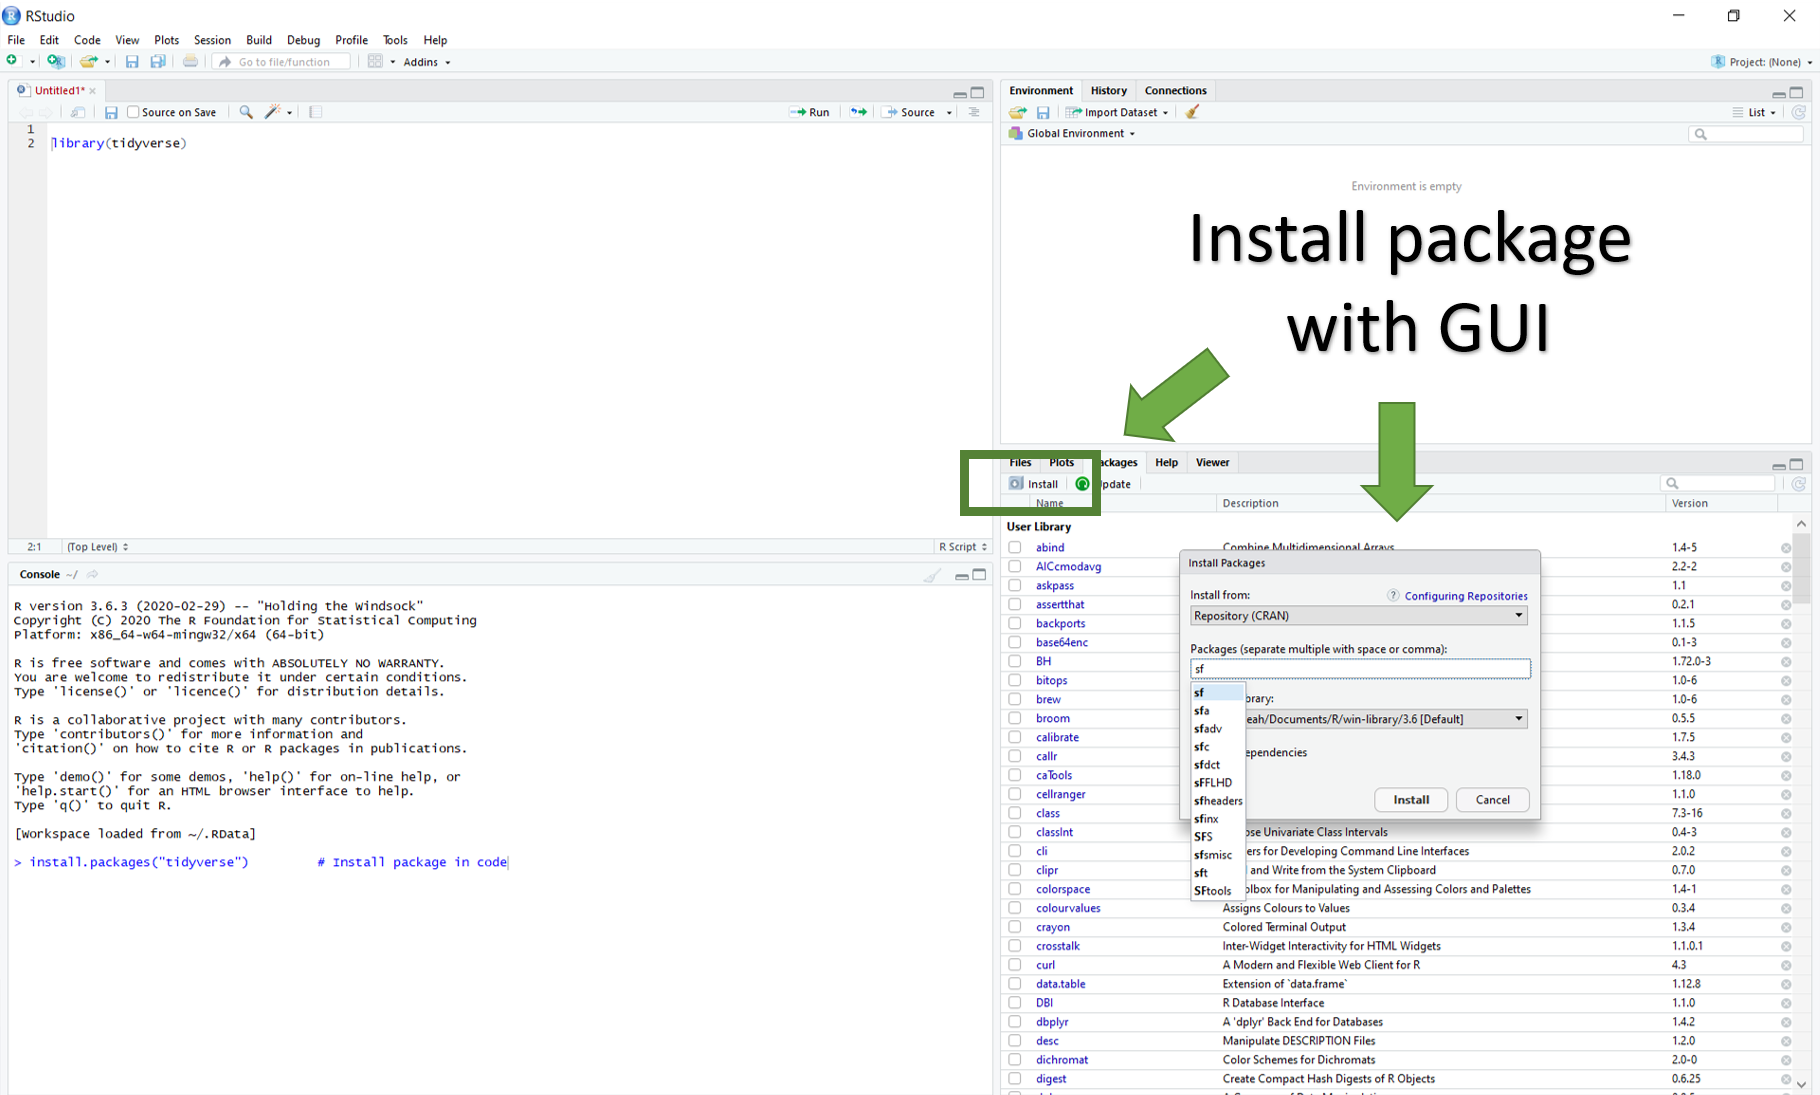 RStudio
File Edit Code View Plots Session Build Debug Profile Tools Help
Go to file/function Addins Project: (None)
Untitled1*
Source on Save Run Source
1
2 library(tidyverse)
2:1 (Top Level) R Script
Console ~/
R version 3.6.3 (2020-02-29) -- "Holding the Windsock"
Copyright (C) 2020 The R Foundation for Statistical Computing
Platform: x86_64-w64-mingw32/x64 (64-bit)
R is free software and comes with ABSOLUTELY NO WARRANTY.
You are welcome to redistribute it under certain conditions.
Type 'license()' or 'licence()' for distribution details.
R is a collaborative project with many contributors.
Type 'contributors()' for more information and
'citation()' on how to cite R or R packages in publications.
Type 'demo()' for some demos, 'help()' for on-line help, or
'help.start()' for an HTML browser interface to help.
Type 'q()' to quit R.
[Workspace loaded from ~/.RData]
> install.packages("tidyverse") # Install package in code
Environment History Connections
Import Dataset List
Global Environment
Environment is empty
Install package
with GUI
Files Plots ackages Help Viewer
Install pdate
Name Description Version
User Library
abind Combine Multidimensional Arrays 1.4-5
AICcmodavg 2.2-2
askpass 1.1
assertthat 0.2.1
backports 1.1.5
base64enc 0.1-3
BH 1.72.0-3
bitops 1.0-6
brew 1.0-6
broom 0.5.5
calibrate 1.7.5
callr 3.4.3
caTools 1.18.0
cellranger 1.1.0
class 7.3-16
classInt ose Univariate Class Intervals 0.4-3
cli ers for Developing Command Line Interfaces 2.0.2
clipr and Write from the System Clipboard 0.7.0
colorspace olbox for Manipulating and Assessing Colors and Palettes 1.4-1
colourvalues Assigns Colours to Values 0.3.4
crayon Colored Terminal Output 1.3.4
crosstalk Inter-Widget Interactivity for HTML Widgets 1.1.0.1
curl A Modern and Flexible Web Client for R 4.3
data.table Extension of `data.frame` 1.12.8
DBI R Database Interface 1.1.0
dbplyr A 'dplyr' Back End for Databases 1.4.2
desc Manipulate DESCRIPTION Files 1.2.0
dichromat Color Schemes for Dichromats 2.0-0
digest Create Compact Hash Digests of R Objects 0.6.25
Install Packages
Install from: ? Configuring Repositories
Repository (CRAN)
Packages (separate multiple with space or comma):
sf
brary:
eah/Documents/R/win-library/3.6 [Default]
ependencies
Install Cancel
sf
sfa
sfadv
sfc
sfdct
sFFLHD
sfheaders
sfinx
SFS
sfsmisc
sft
SFtools